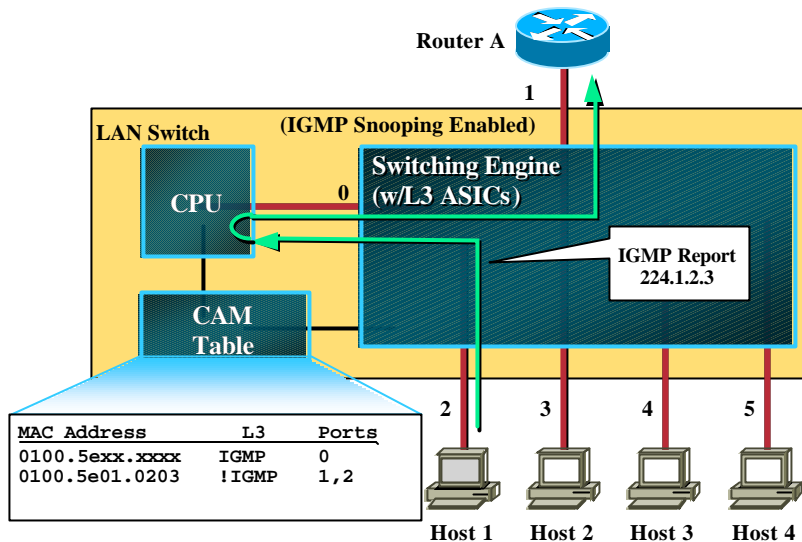 Router A
1
LAN Switch
(IGMP Snooping Enabled)
Switching Engine
(w/L3 ASICs)
CPU
0
IGMP Report
224.1.2.3
CAM
Table
2
3
4
5
MAC Address L3 Ports
0100.5exx.xxxx IGMP 0
0100.5e01.0203 !IGMP 1,2
Host 1
Host 2
Host 3
Host 4